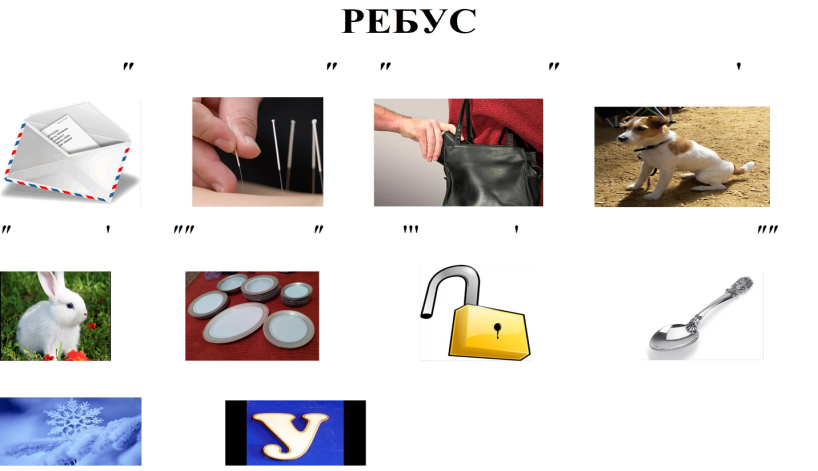 РЕБУС
" " " " '
" ' "" " ''' ' ""
У